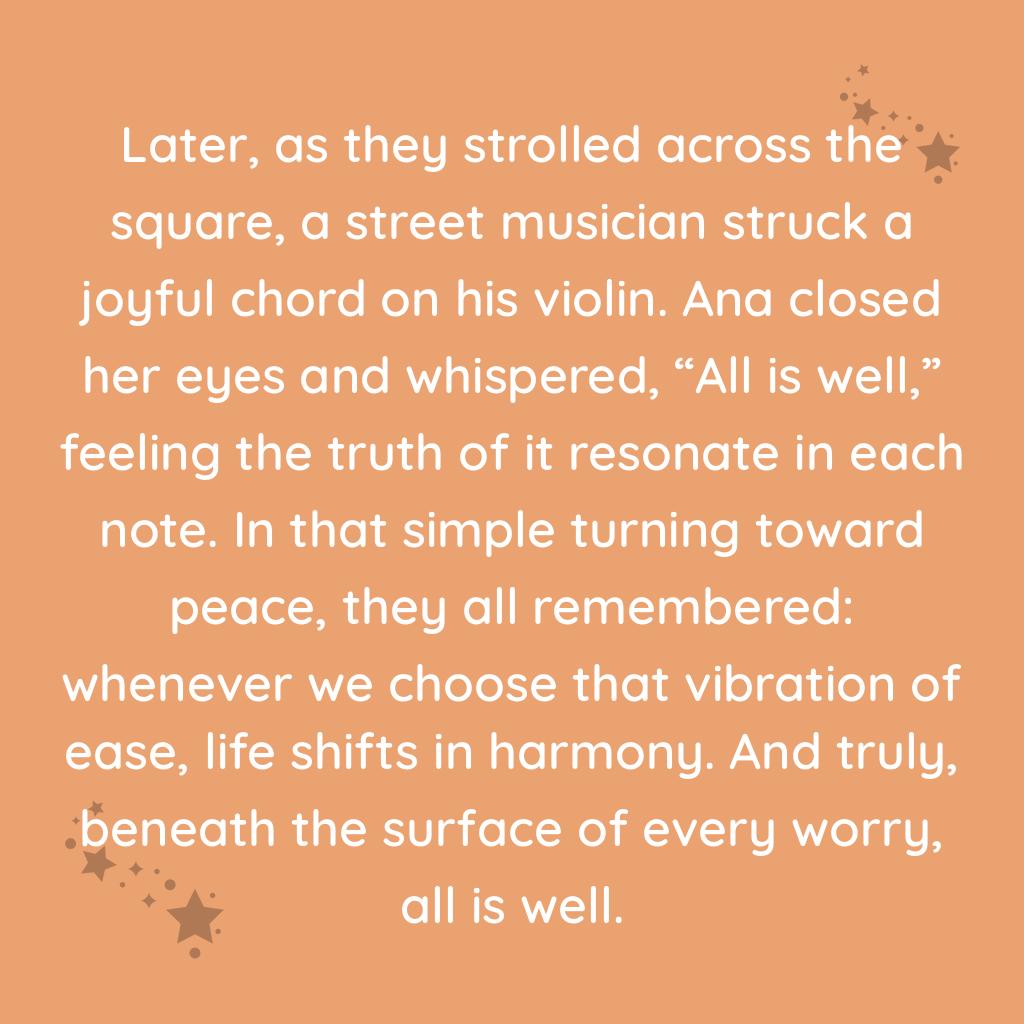 Later, as they strolled across the
square, a street musician struck a
joyful chord on his violin. Ana closed
her eyes and whispered, “All is well,”
feeling the truth of it resonate in each
note. In that simple turning toward
peace, they all remembered:
whenever we choose that vibration of
ease, life shifts in harmony. And truly,
beneath the surface of every worry,
all is well.